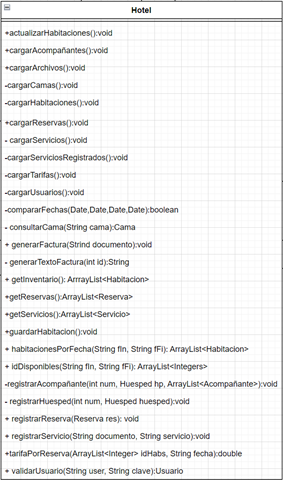 Hotel
+actualizarHabitaciones():void
+cargarAcompañantes():void
+cargarArchivos():void
-cargarCamas():void
-cargarHabitaciones():void
+cargarReservas():void
- cargarServicios():void
-cargarServiciosRegistrados():void
-cargarTarifas():void
-cargarUsuarios():void
-compararFechas(Date,Date,Date,Date):boolean
- consultarCama(String cama):Cama
+ generarFactura(Strind documento):void
- generarTextoFactura(int id):String
+ getInventario(): ArrrayList<Habitacion>
+getReservas():ArrayList<Reserva>
+getServicios():ArrayList<Servicio>
+guardarHabitacion():void
+ habitacionesPorFecha(String fIn, String fFi): ArrayList<Habitacion>
+ idDisponibles(String fIn, String fFi): ArrayList<Integers>
-registrarAcompañante(int num, Huesped hp, ArrayList<Acompañante>):void
- registrarHuesped(int num, Huesped huesped):void
+ registrarReserva(Reserva res): void
+ registrarServicio(String documento, String servicio):void
+tarifaPorReserva(ArrayList<Integer> idHabs, String fecha):double
+ validarUsuario(String user, String clave):Usuario